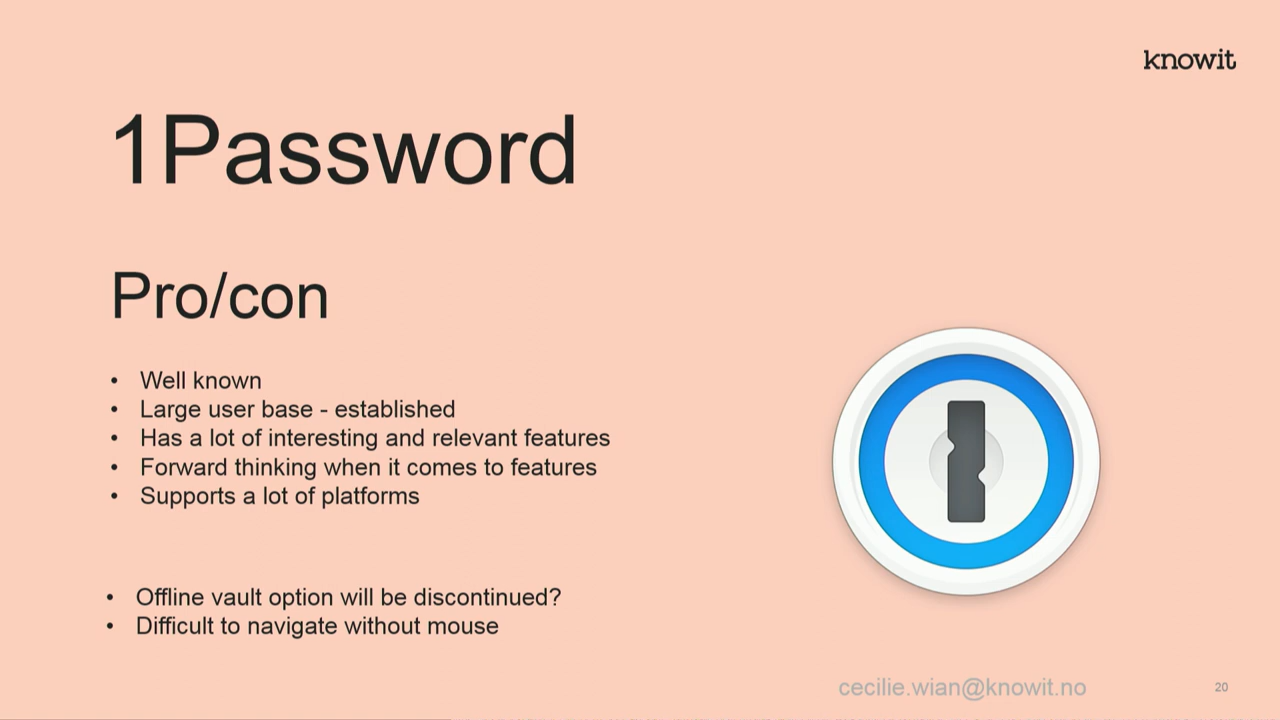 knowit
1Password
Pro/con
• Well known
• Large user base - established
• Has a lot of interesting and relevant features
• Forward thinking when it comes to features
• Supports a lot of platforms
• Offline vault option will be discontinued?
• Difficult to navigate without mouse
cecilie.wian@knowit.no
20